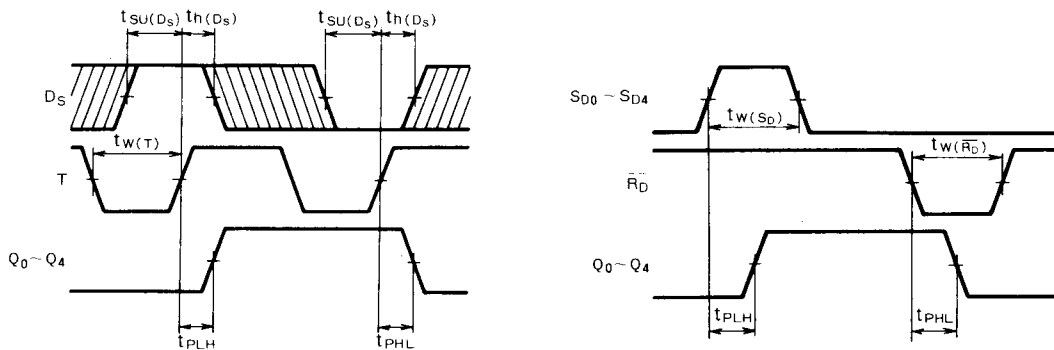 tSU(DS) th(DS) tSU(DS) th(DS)
DS
tW(T)
T
Q0~Q4
tPLH tPHL
SD0~SD4
tW(SD)
tW(R̅D̅)
R̅D̅
Q0~Q4
tPLH tPHL